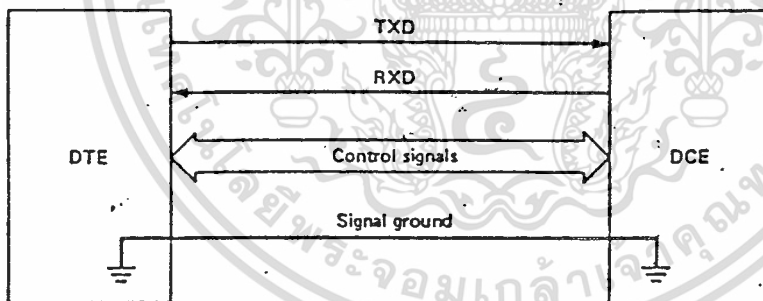 TXD
RXD
DTE
Control signals
DCE
Signal ground